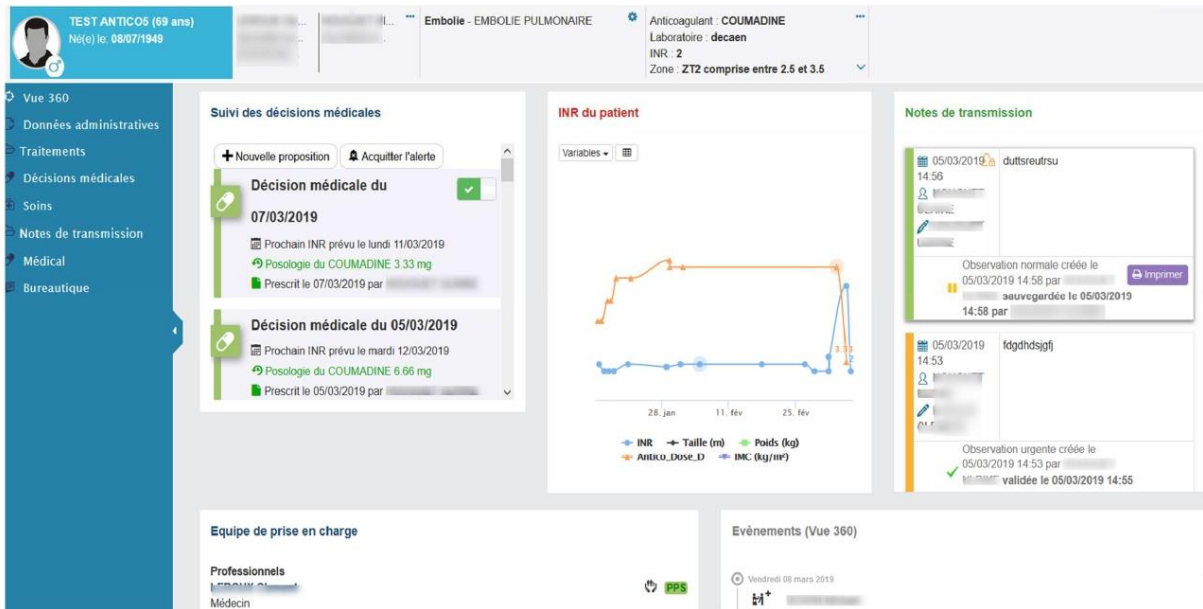 TEST ANTICO5 (69 ans)
Né(e) le: 08/07/1949
Embolie - EMBOLIE PULMONAIRE
Anticoagulant : COUMADINE
Laboratoire : decaen
INR : 2
Zone : ZT2 comprise entre 2.5 et 3.5
Vue 360
Données administratives
Traitements
Décisions médicales
Soins
Notes de transmission
Médical
Bureautique
Suivi des décisions médicales
Nouvelle proposition
Acquitter l'alerte
Décision médicale du
07/03/2019
Prochain INR prévu le lundi 11/03/2019
Posologie du COUMADINE 3.33 mg
Prescrit le 07/03/2019 par
Décision médicale du 05/03/2019
Prochain INR prévu le mardi 12/03/2019
Posologie du COUMADINE 6.66 mg
Prescrit le 05/03/2019 par
INR du patient
Variables
3.33
2
28. jan 11. fév 25. fév
INR Taille (m) Poids (kg)
Antico_Dose_D IMC (kg/m²)
Notes de transmission
05/03/2019 duttsreutrsu
14:56
Observation normale créée le
05/03/2019 14:58 par
sauvegardée le 05/03/2019
14:58 par
Imprimer
05/03/2019 fdgdhdsjgfj
14:53
Observation urgente créée le
05/03/2019 14:53 par
validée le 05/03/2019 14:55
Equipe de prise en charge
Professionnels
Médecin
PPS
Evènements (Vue 360)
Vendredi 08 mars 2019